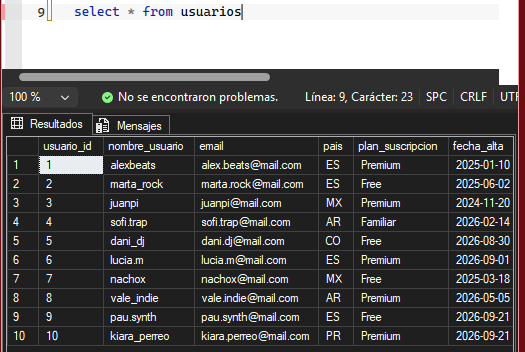 9 select * from usuarios
100 % No se encontraron problemas. Línea: 9, Carácter: 23 SPC CRLF UTF
Resultados Mensajes
usuario_id nombre_usuario email pais plan_suscripcion fecha_alta
1 1 alexbeats alex.beats@mail.com ES Premium 2025-01-10
2 2 marta_rock marta.rock@mail.com ES Free 2025-06-02
3 3 juanpi juanpi@mail.com MX Premium 2024-11-20
4 4 sofi.trap sofi.trap@mail.com AR Familiar 2026-02-14
5 5 dani_dj dani.dj@mail.com CO Free 2026-08-30
6 6 lucia.m lucia.m@mail.com ES Premium 2026-09-01
7 7 nachox nachox@mail.com MX Free 2025-03-18
8 8 vale_indie vale.indie@mail.com AR Premium 2026-05-05
9 9 pau.synth pau.synth@mail.com ES Free 2026-09-21
10 10 kiara_perreo kiara.perreo@mail.com PR Premium 2026-09-21